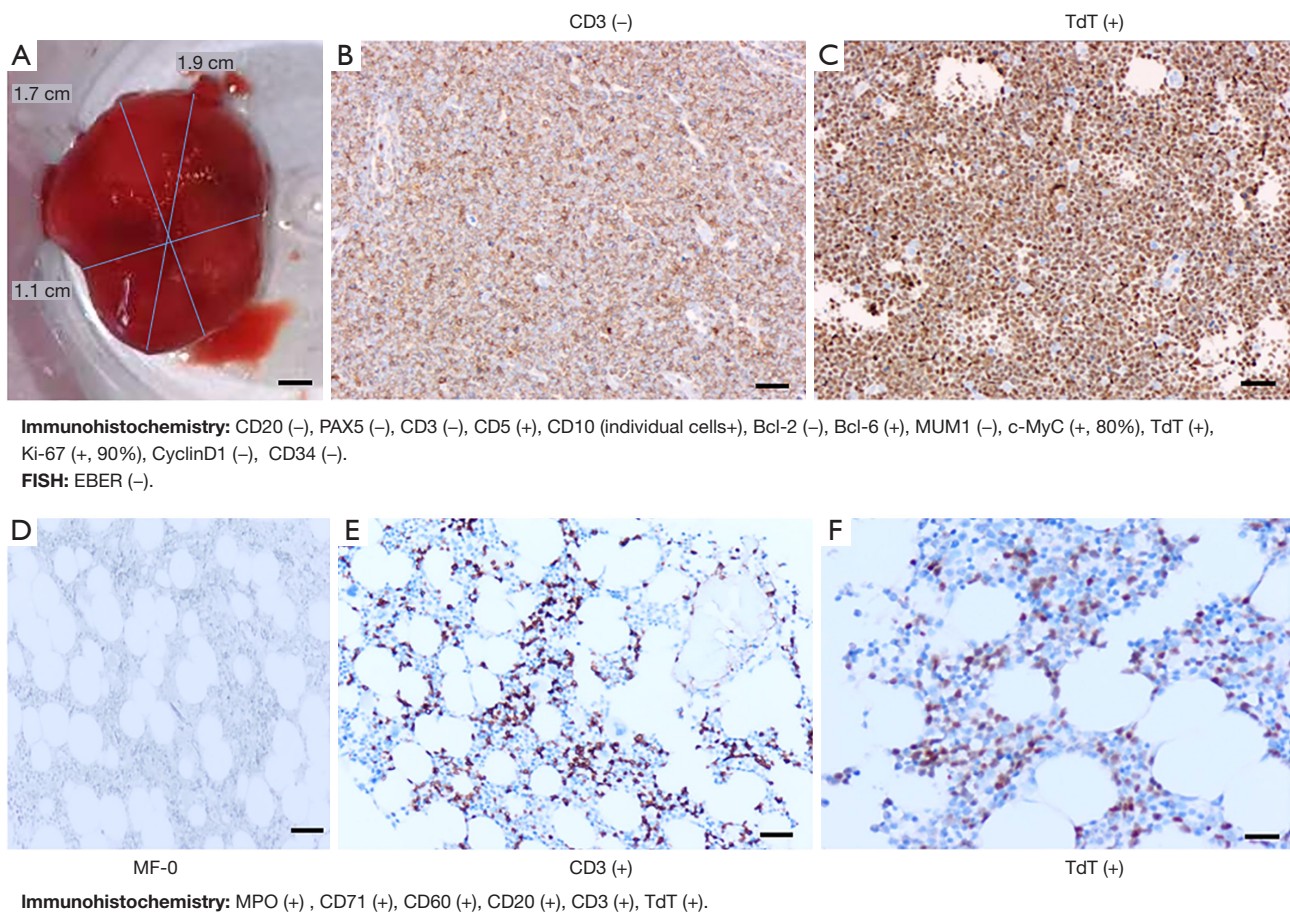 CD3 (–)
TdT (+)
A
1.9 cm
1.7 cm
1.1 cm
B
C
Immunohistochemistry: CD20 (–), PAX5 (–), CD3 (–), CD5 (+), CD10 (individual cells+), Bcl-2 (–), Bcl-6 (+), MUM1 (–), c-MyC (+, 80%), TdT (+),
Ki-67 (+, 90%), CyclinD1 (–), CD34 (–).
FISH: EBER (–).
D
E
F
MF-0
CD3 (+)
TdT (+)
Immunohistochemistry: MPO (+) , CD71 (+), CD60 (+), CD20 (+), CD3 (+), TdT (+).